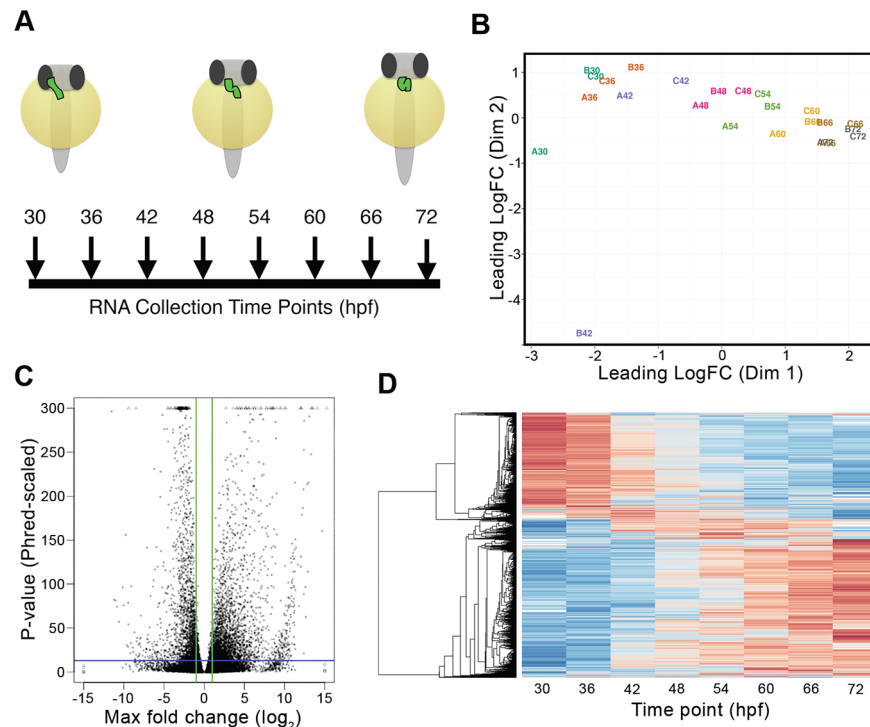 A
30 36 42 48 54 60 66 72
RNA Collection Time Points (hpf)
B
Leading LogFC (Dim 2)
1
0
-1
-2
-3
-4
B30
C30
A36
C36
B36
A42
C42
B48
C48
A48
C54
B54
A54
C60
A60
B66
C66
B72
C72
A30
B42
-3 -2 -1 0 1 2
Leading LogFC (Dim 1)
C
P-value (Phred-scaled)
300
250
200
150
100
50
0
-15 -10 -5 0 5 10 15
Max fold change (log2)
D
30 36 42 48 54 60 66 72
Time point (hpf)